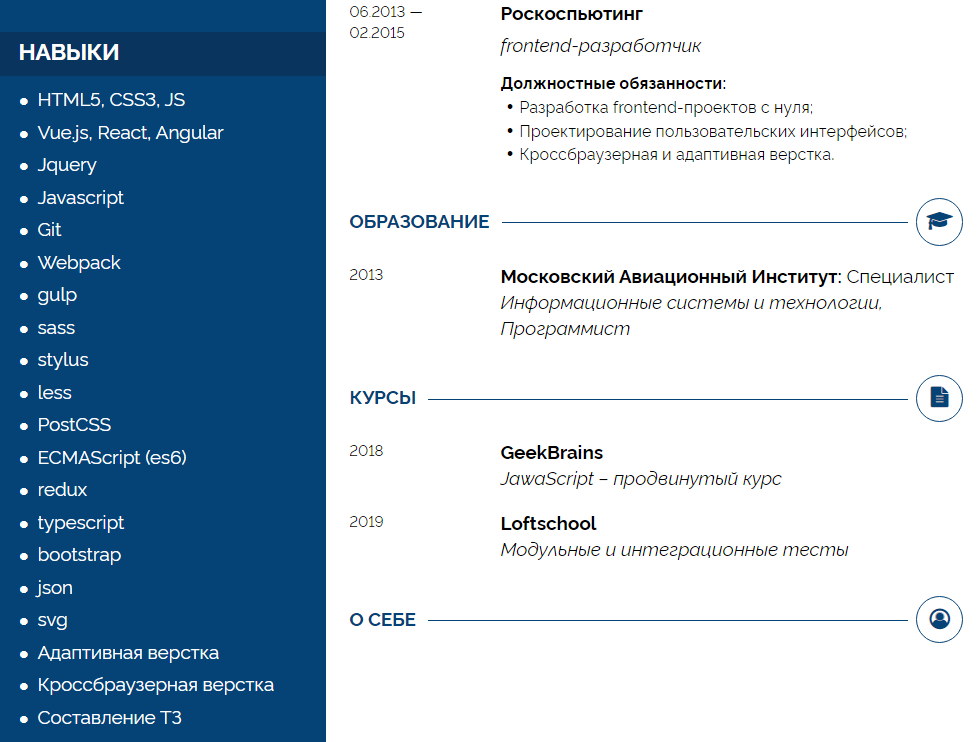 НАВЫКИ
HTML5, CSS3, JS
Vue.js, React, Angular
Jquery
Javascript
Git
Webpack
gulp
sass
stylus
less
PostCSS
ECMAScript (es6)
redux
typescript
bootstrap
json
svg
Адаптивная верстка
Кроссбраузерная верстка
Составление ТЗ
06.2013 —
02.2015
Роскоспьютинг
frontend-разработчик
Должностные обязанности:
• Разработка frontend-проектов с нуля;
• Проектирование пользовательских интерфейсов;
• Кроссбраузерная и адаптивная верстка.
ОБРАЗОВАНИЕ
2013
Московский Авиационный Институт: Специалист
Информационные системы и технологии,
Программист
КУРСЫ
2018
GeekBrains
JawaScript – продвинутый курс
2019
Loftschool
Модульные и интеграционные тесты
О СЕБЕ